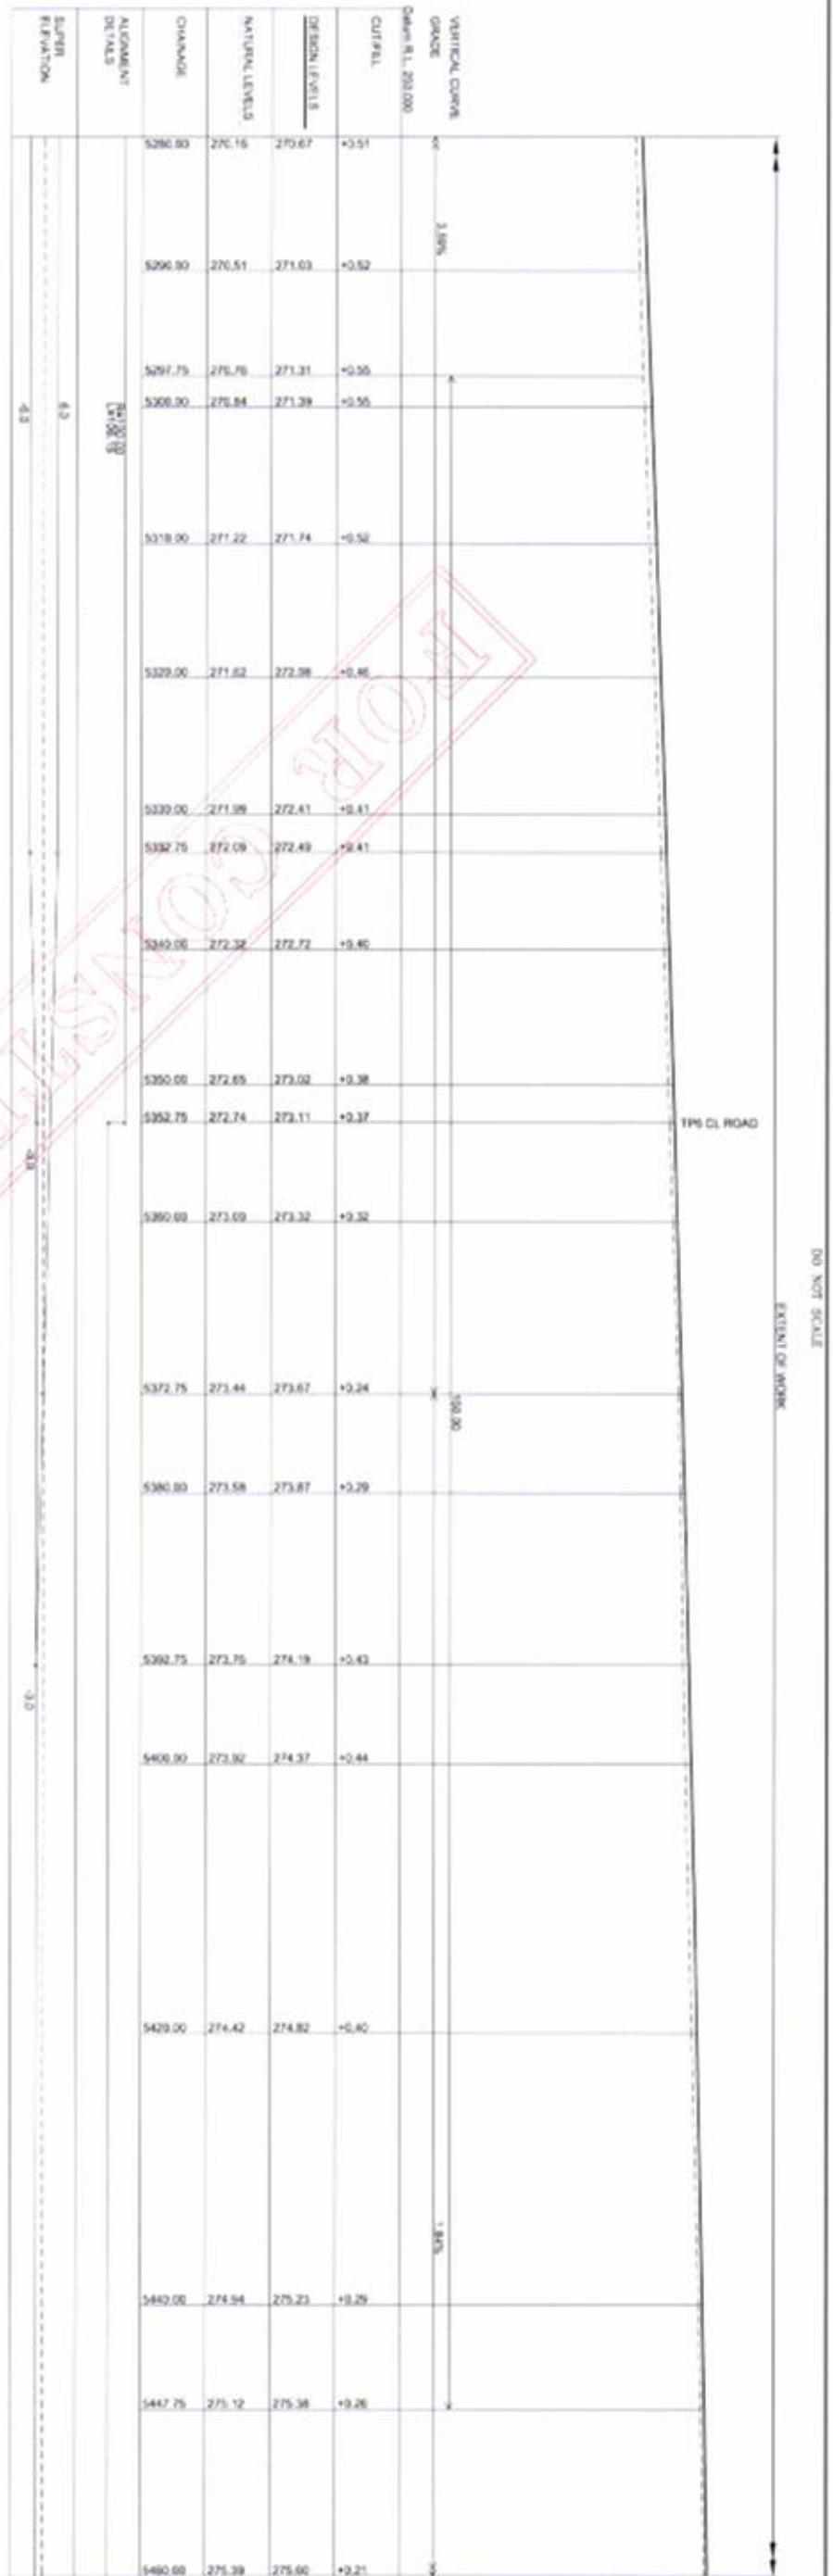 DO NOT SCALE
EXTENT OF WORK
TP6 CL ROAD
VERTICAL CURVE
150.00
GRADE
3.59%
1.84%
Datum R.L. 253.000
CUT/FILL
+0.51 +0.52 +0.55 +0.55 +0.52 +0.46 +0.41 +0.41 +0.40 +0.38 +0.37 +0.32 +0.24 +0.29 +0.43 +0.44 +0.40 +0.29 +0.26 +0.21
DESIGN LEVELS
270.67 271.03 271.31 271.39 271.74 272.08 272.41 272.49 272.72 273.02 273.11 273.32 273.67 273.87 274.19 274.37 274.82 275.23 275.38 275.60
NATURAL LEVELS
270.16 270.51 270.76 270.84 271.22 271.62 271.99 272.09 272.32 272.65 272.74 273.00 273.44 273.58 273.75 273.92 274.42 274.94 275.12 275.39
CHAINAGE
5280.00 5290.00 5297.75 5300.00 5310.00 5320.00 5330.00 5332.75 5340.00 5350.00 5352.75 5360.00 5372.75 5380.00 5392.75 5400.00 5420.00 5440.00 5447.75 5460.00
ALIGNMENT
DETAILS
SUPER
ELEVATION
6.0
-6.0
-3.0
-3.0
FOR